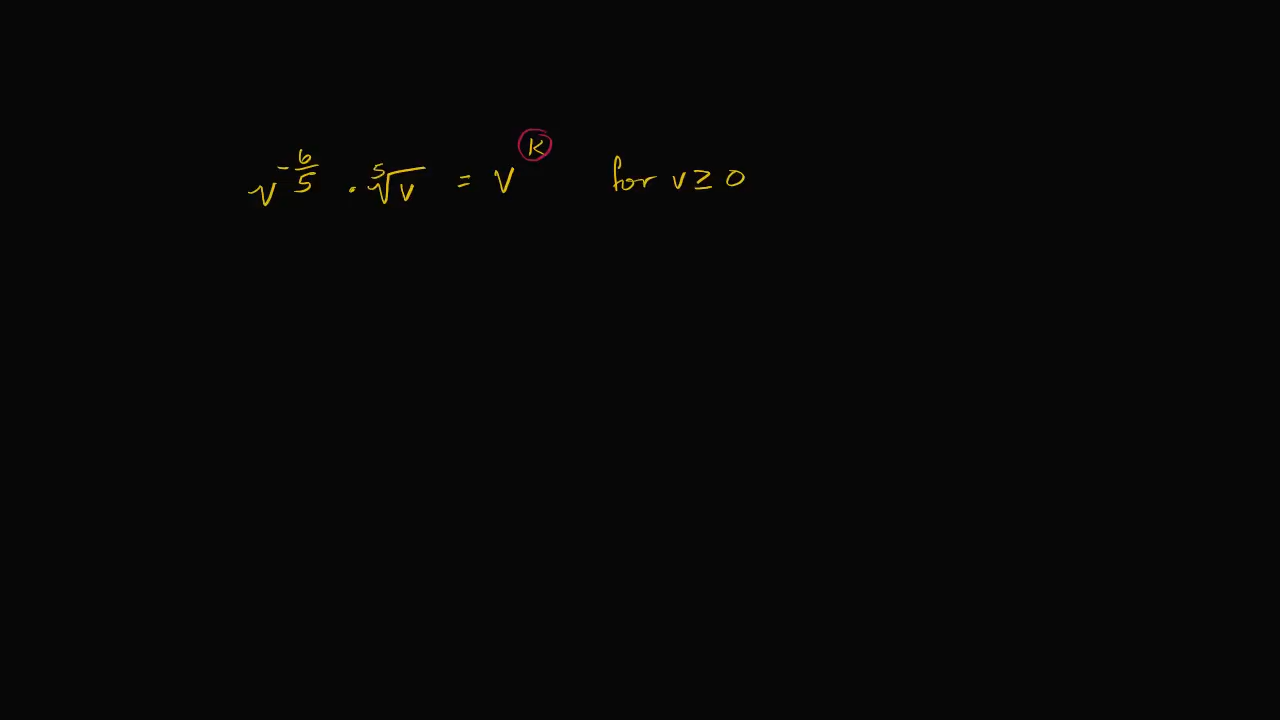 v^{-6/5} · ⁵√v = v^K for v ≥ 0